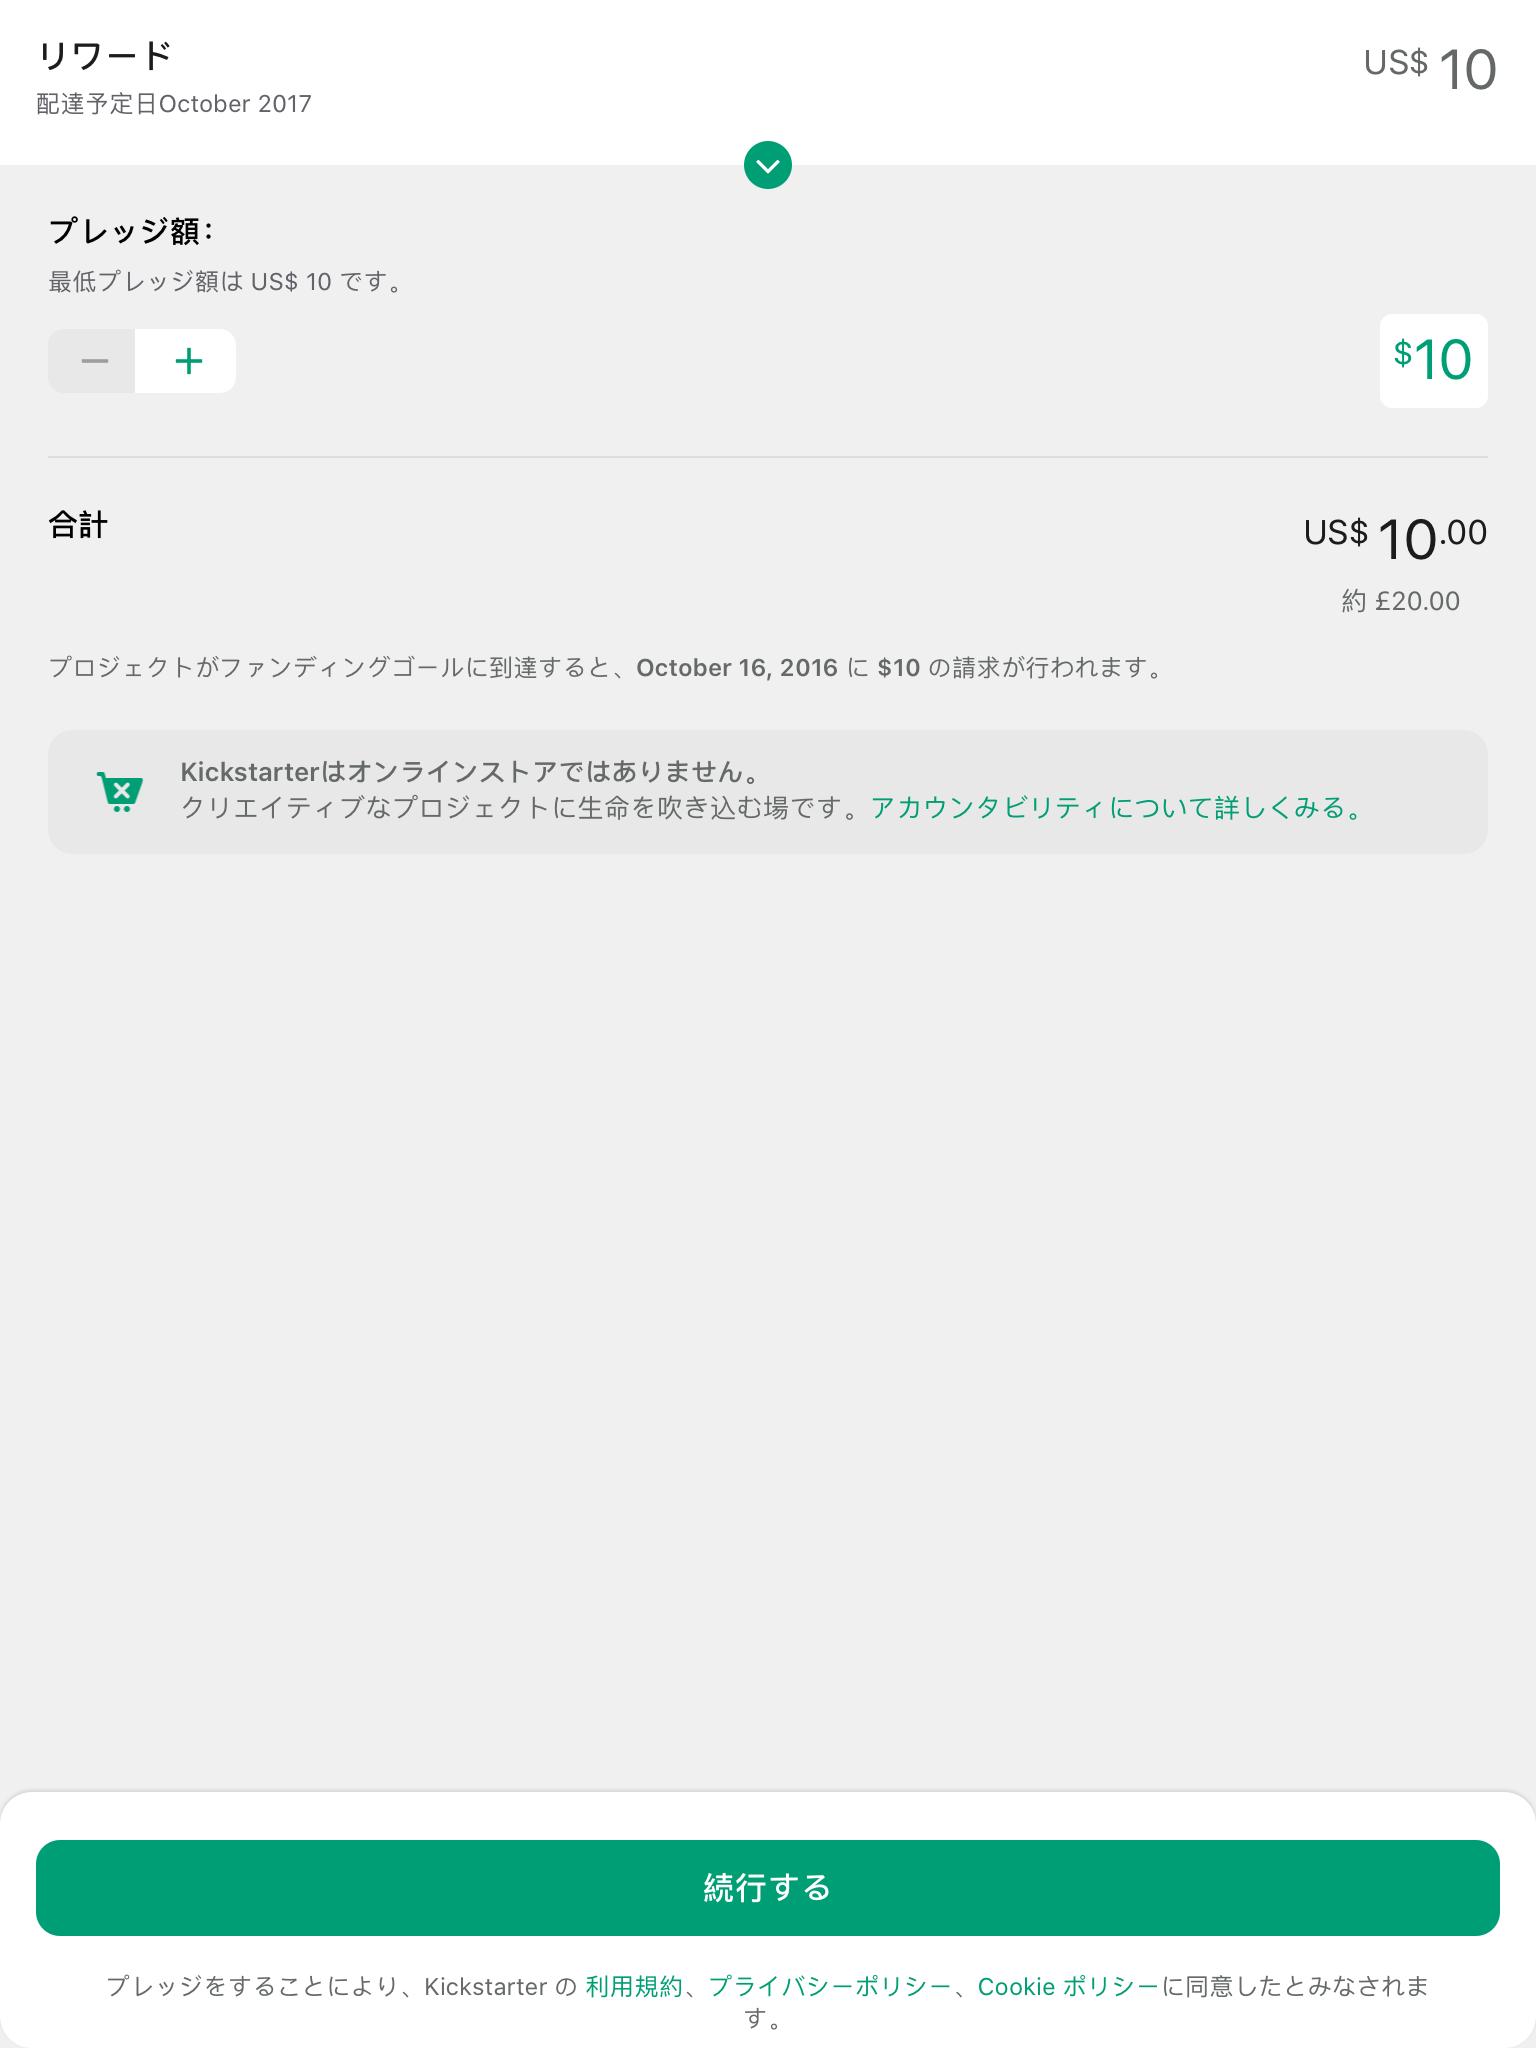 リワード
US$ 10
配達予定日October 2017
プレッジ額：
最低プレッジ額は US$ 10 です。
$10
合計
US$ 10.00
約 £20.00
プロジェクトがファンディングゴールに到達すると、October 16, 2016 に $10 の請求が行われます。
Kickstarterはオンラインストアではありません。
クリエイティブなプロジェクトに生命を吹き込む場です。アカウンタビリティについて詳しくみる。
続行する
プレッジをすることにより、Kickstarter の 利用規約、プライバシーポリシー、Cookie ポリシーに同意したとみなされま
す。